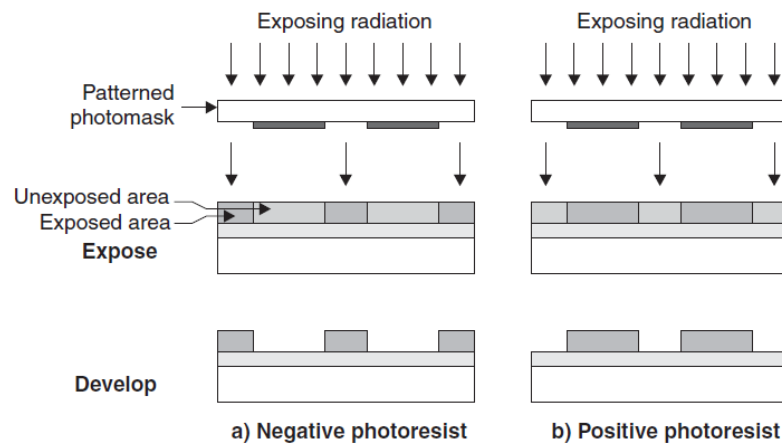 Exposing radiation
Exposing radiation
Patterned
photomask
Unexposed area
Exposed area
Expose
Develop
a) Negative photoresist
b) Positive photoresist